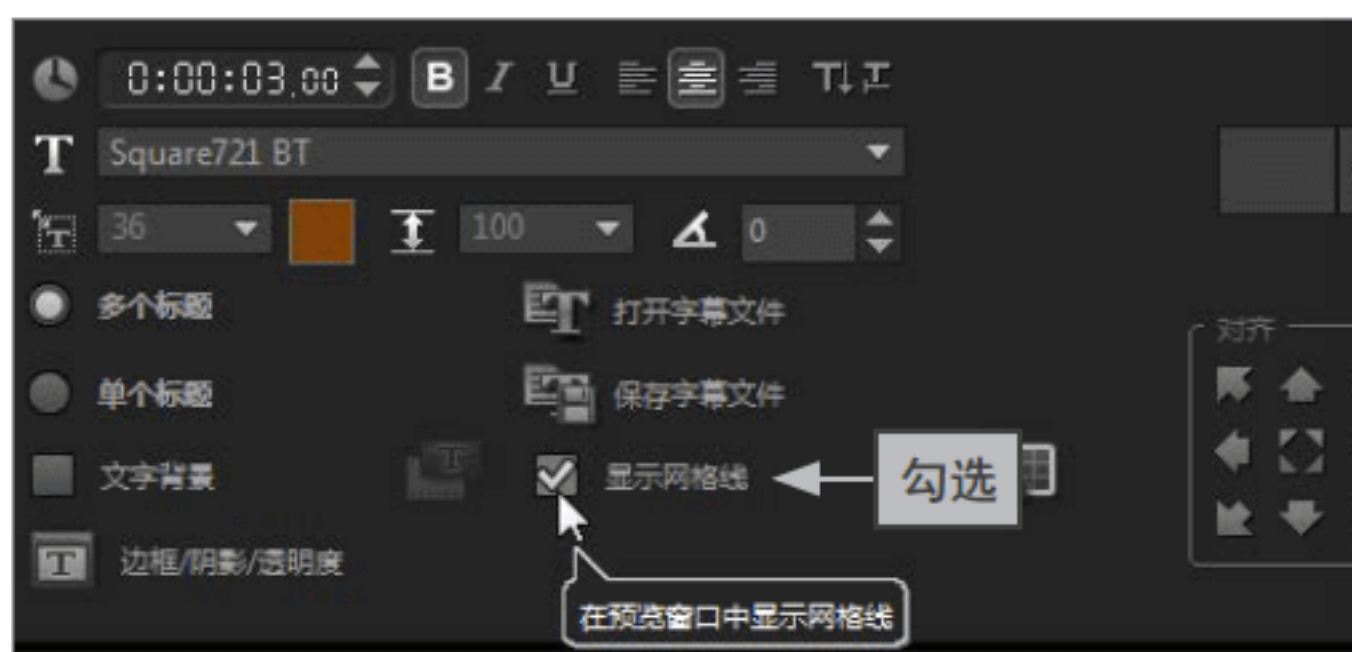 0:00:03.00 B I U T T
T Square721 BT
T 36 100 0
多个标题 T 打开字幕文件
对齐
单个标题 保存字幕文件
文字背景 T 显示网格线 勾选
T 边框/阴影/透明度
在预览窗口中显示网格线